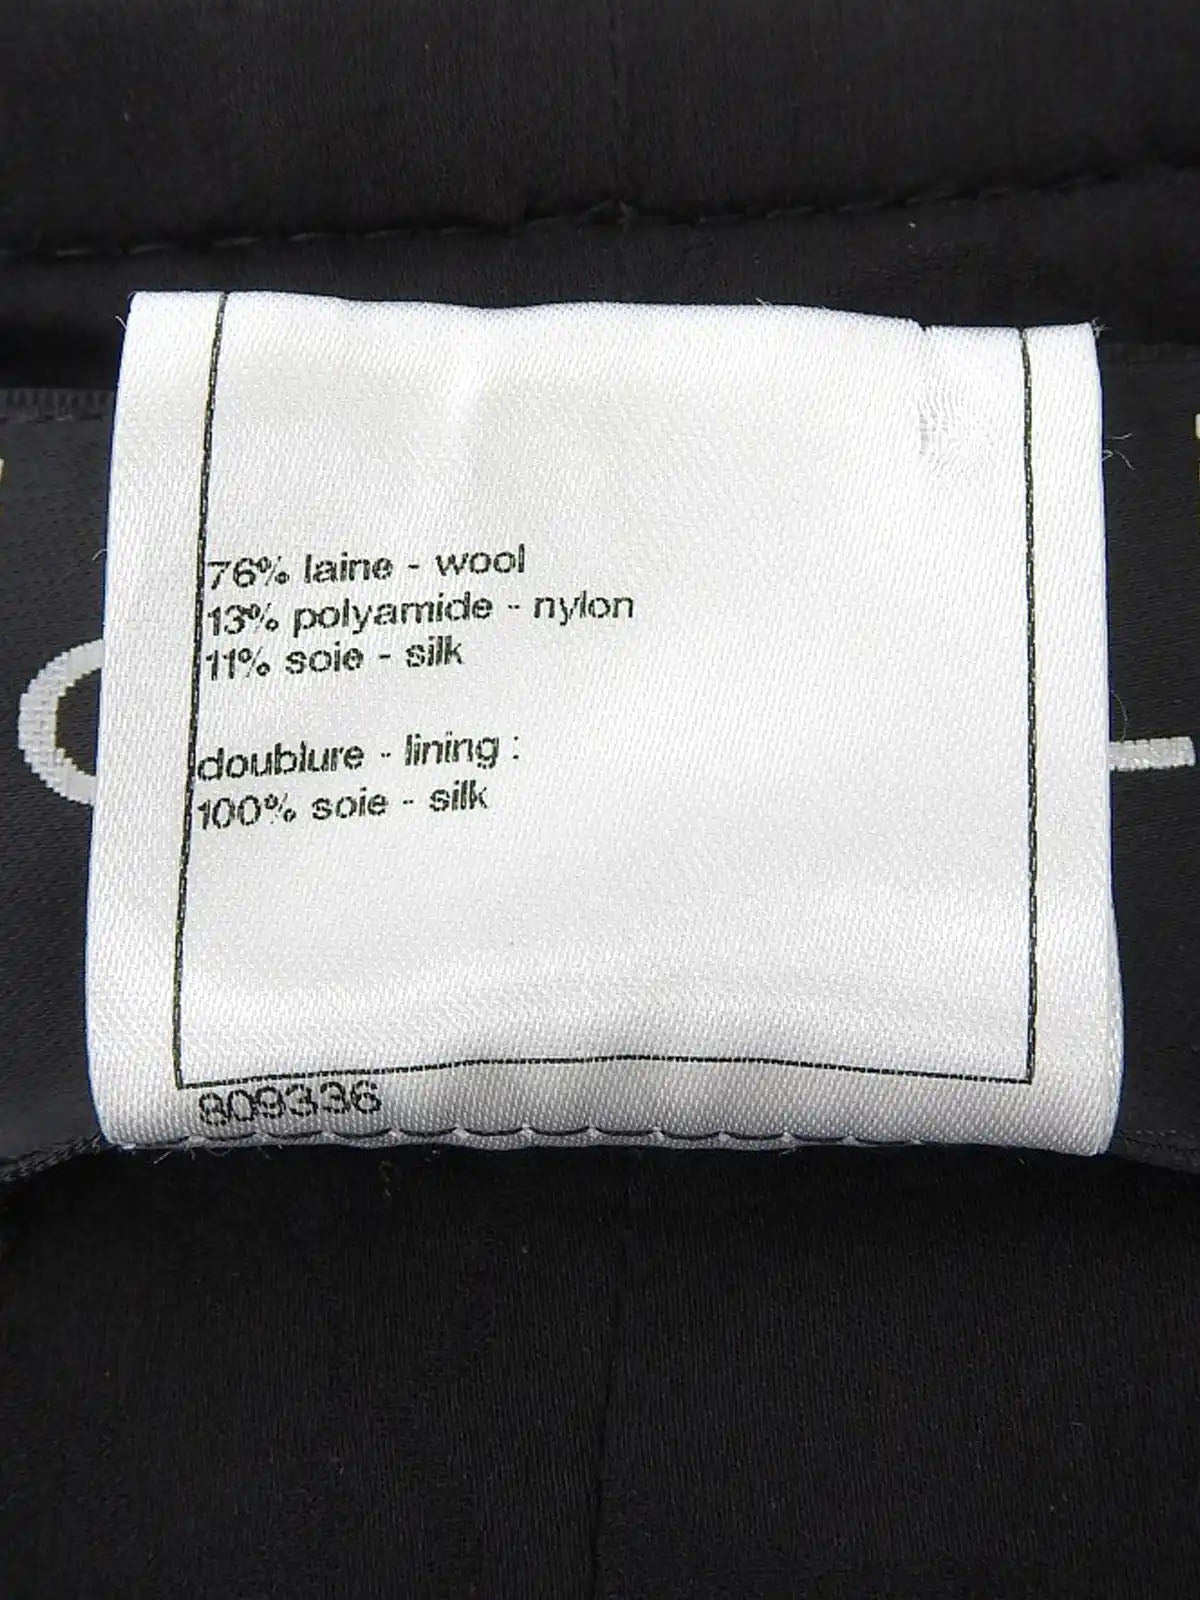 76% laine - wool
13% polyamide - nylon
11% soie - silk
doublure - lining :
100% soie - silk
809336